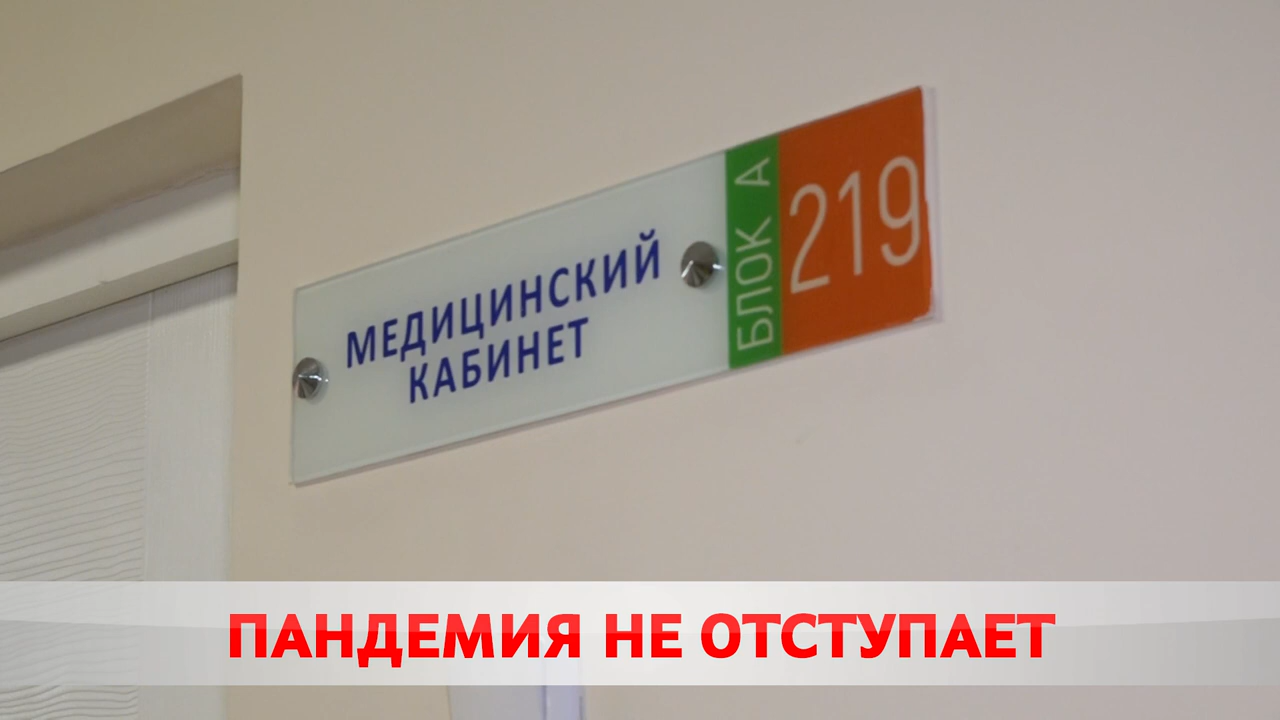 МЕДИЦИНСКИЙ
КАБИНЕТ
БЛОК А
219
ПАНДЕМИЯ НЕ ОТСТУПАЕТ